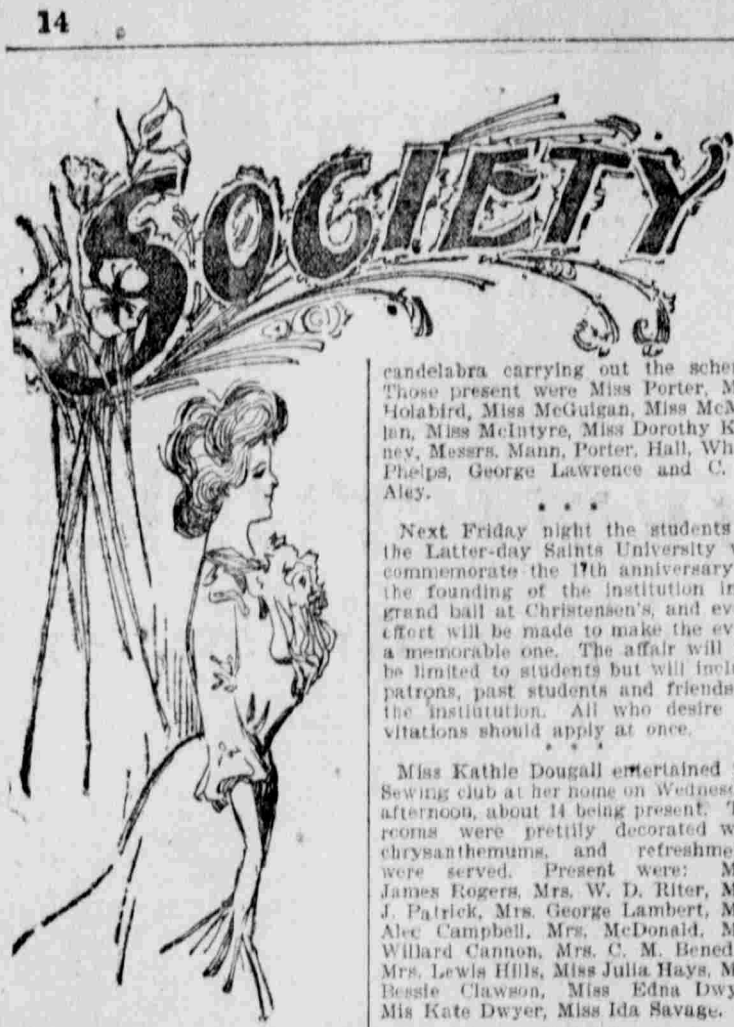 14
SOCIETY
candelabra carrying out the schem
Those present were Miss Porter, M
Holabird, Miss McGuigan, Miss McM
lan, Miss McIntyre, Miss Dorothy K
ney, Messrs. Mann, Porter, Hall, Wh
Phelps, George Lawrence and C.
Aley.
* * *
Next Friday night the students
the Latter-day Saints University w
commemorate the 17th anniversary
the founding of the institution in
grand ball at Christensen's, and eve
effort will be made to make the eve
a memorable one. The affair will
be limited to students but will inclu
patrons, past students and friends
the instiutution. All who desire
vitations should apply at once.
* * *
Miss Kathie Dougall entertained
Sewing club at her home on Wednesd
afternoon, about 14 being present. T
rooms were prettily decorated w
chrysanthemums, and refreshme
were served. Present were: M
James Rogers, Mrs. W. D. Riter, M
J. Patrick, Mrs. George Lambert, M
Alec Campbell, Mrs. McDonald, M
Willard Cannon, Mrs. C. M. Bened
Mrs. Lewis Hills, Miss Julia Hays, M
Bessie Clawson, Miss Edna Dwy
Mis Kate Dwyer, Miss Ida Savage.